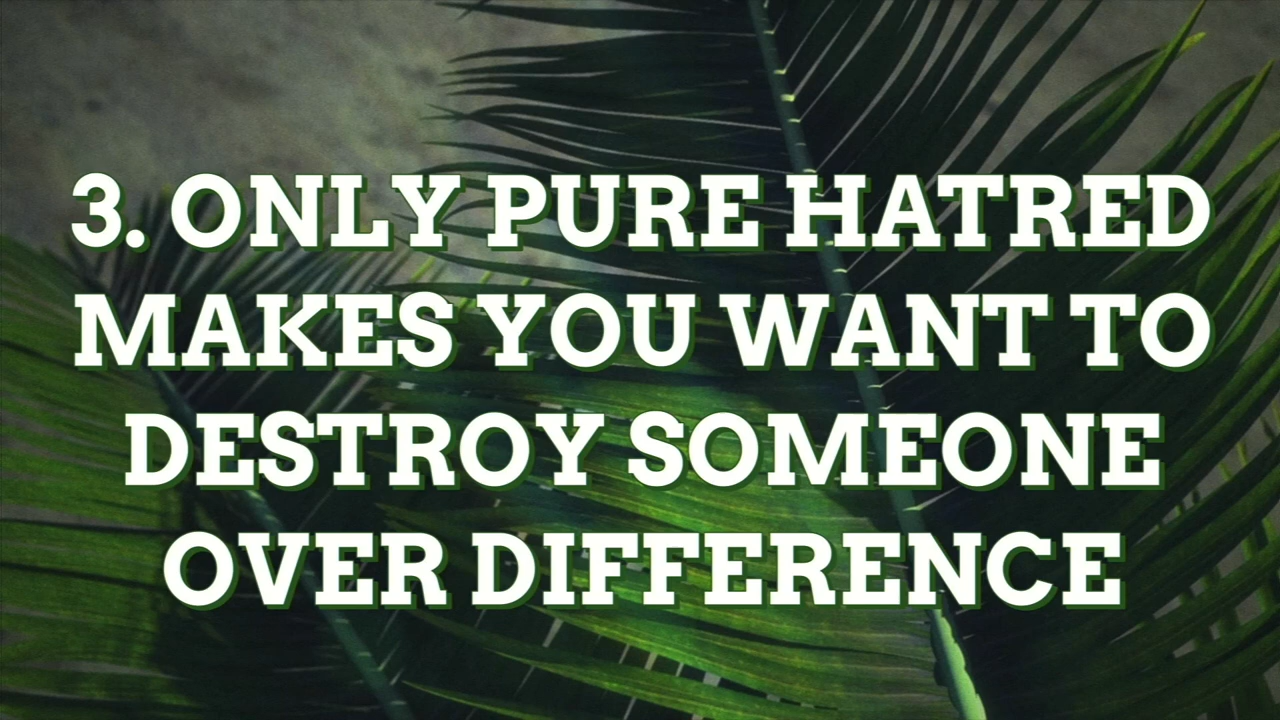 3. ONLY PURE HATRED
MAKES YOU WANT TO
DESTROY SOMEONE
OVER DIFFERENCE